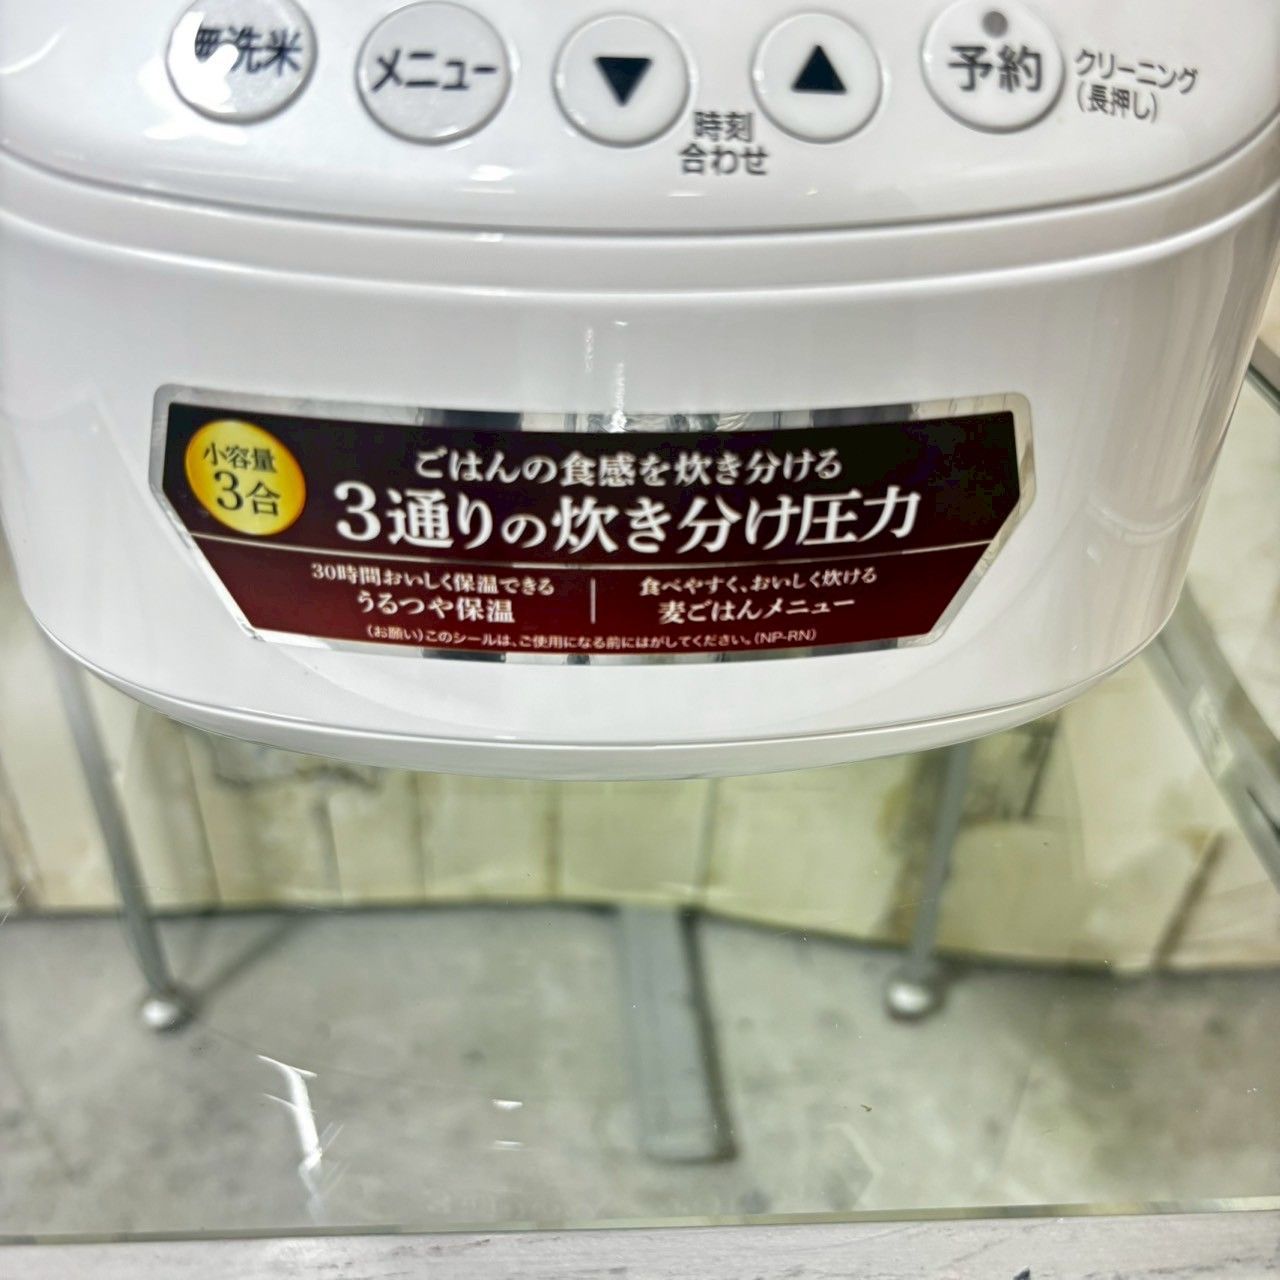 無洗米
メニュー
▼
▲
時刻
合わせ
予約
クリーニング
(長押し)
小容量
3合
ごはんの食感を炊き分ける
3通りの炊き分け圧力
30時間おいしく保温できる
うるつや保温
食べやすく、おいしく炊ける
麦ごはんメニュー
(お願い)このシールは、ご使用になる前にはがしてください。(NP-RN)